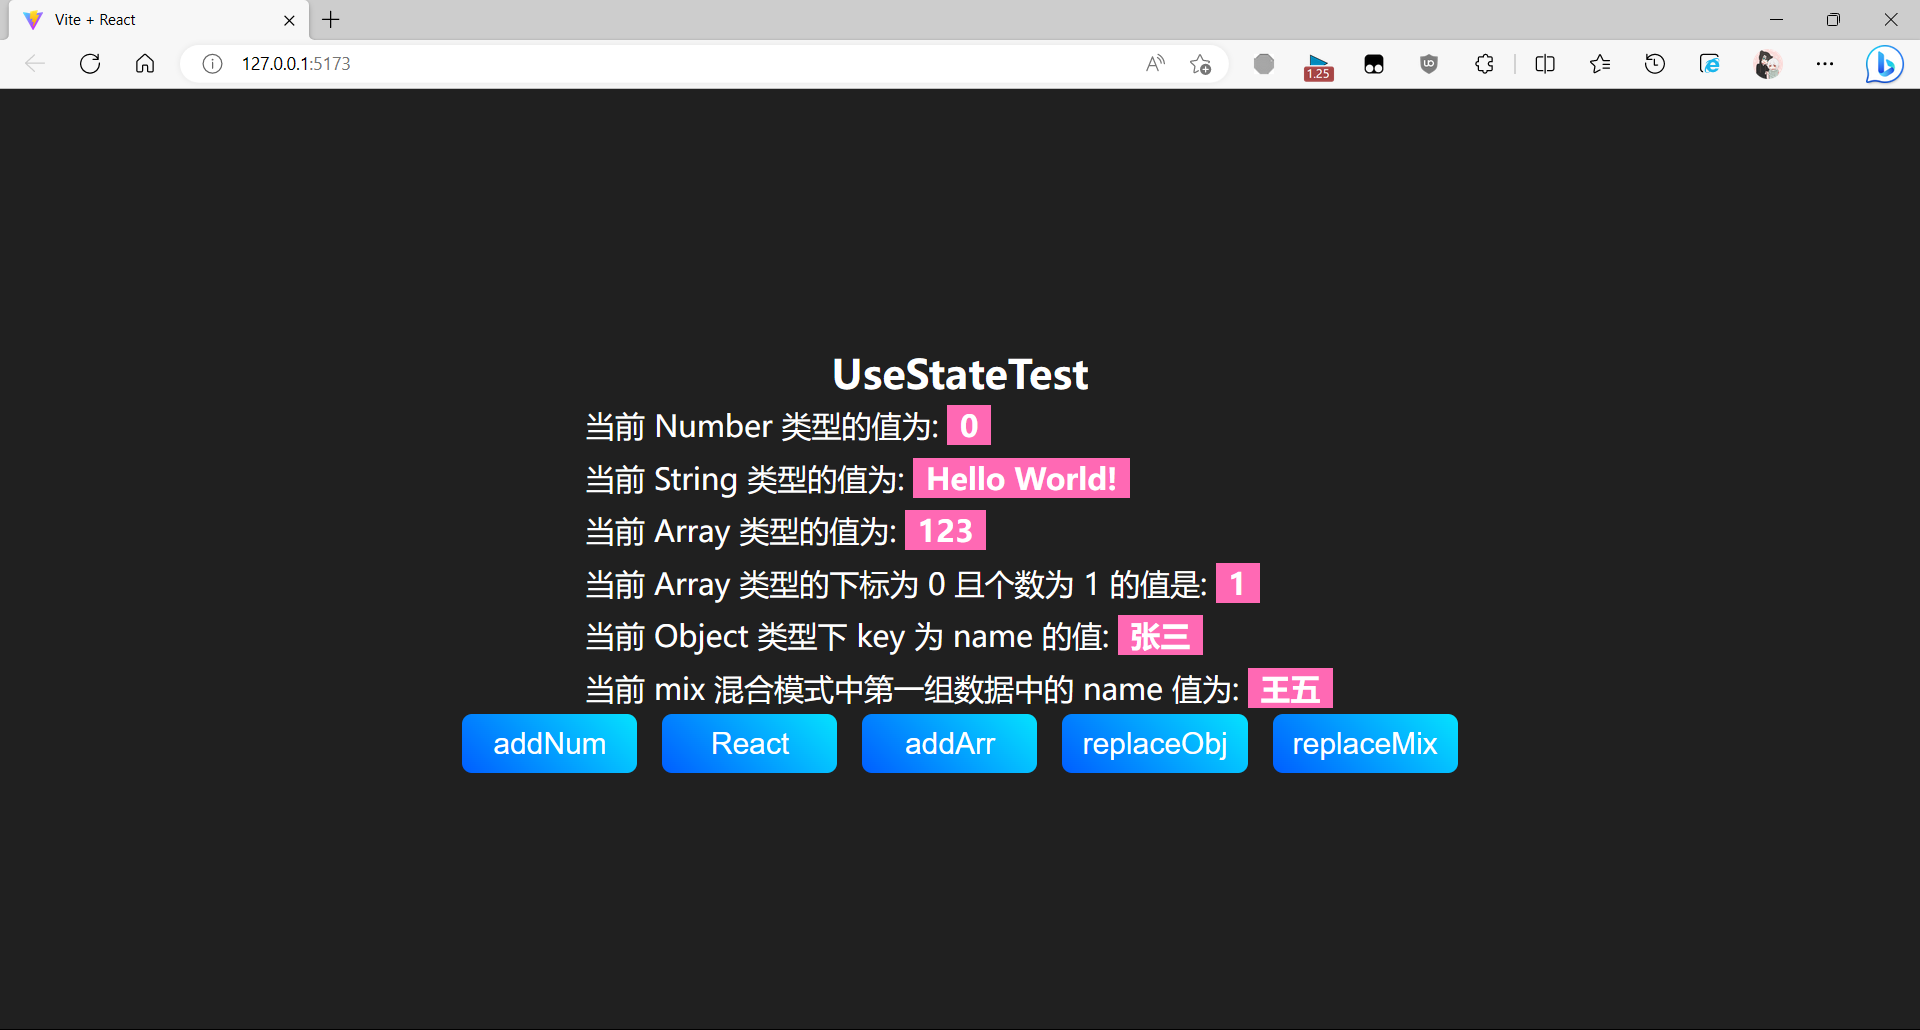 Vite + React
127.0.0.1:5173
1.25
UseStateTest
当前 Number 类型的值为: 0
当前 String 类型的值为: Hello World!
当前 Array 类型的值为: 123
当前 Array 类型的下标为 0 且个数为 1 的值是: 1
当前 Object 类型下 key 为 name 的值: 张三
当前 mix 混合模式中第一组数据中的 name 值为: 王五
addNum React addArr replaceObj replaceMix